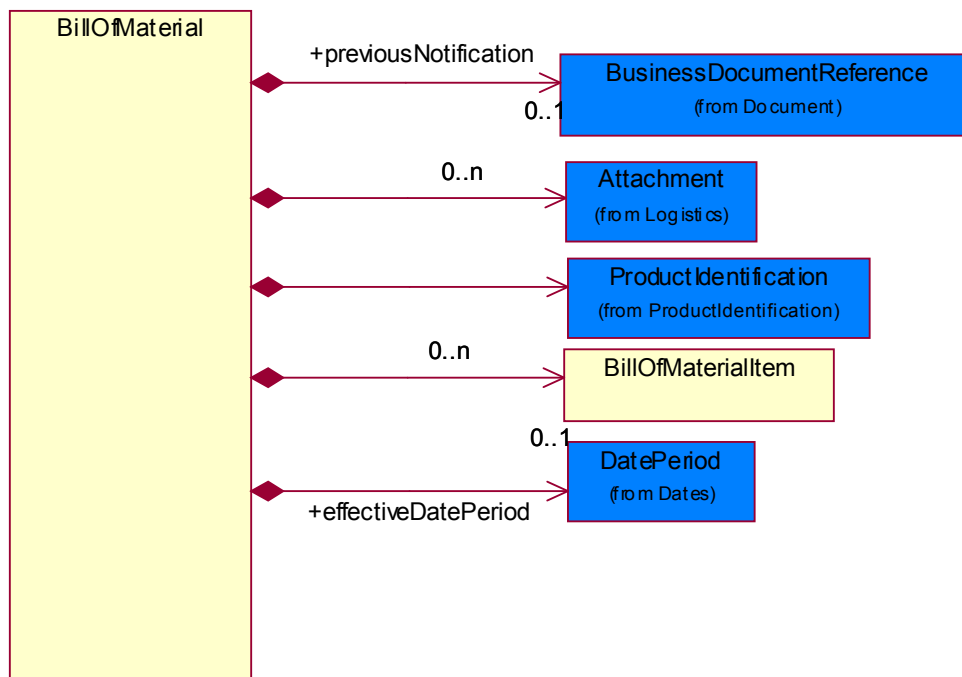 BillOfMaterial
+previousNotification
BusinessDocumentReference
(from Document)
0..1
0..n
Attachment
(from Logistics)
ProductIdentification
(from ProductIdentification)
0..n
BillOfMaterialItem
0..1
DatePeriod
(from Dates)
+effectiveDatePeriod